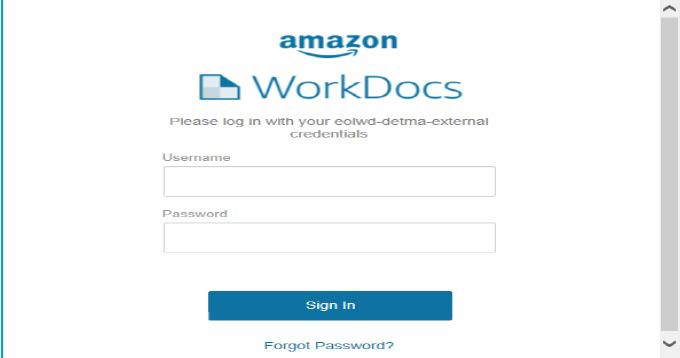 amazon
WorkDocs
Please log in with your eolwd-detma-external
credentials
Username
Password
Sign In
Forgot Password?